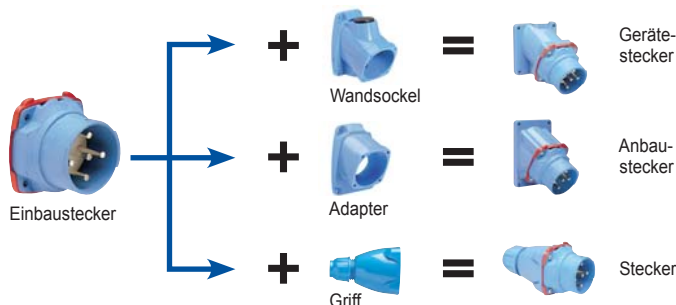 Geräte-
stecker
Wandsockel
Anbau-
stecker
Einbaustecker
Adapter
Stecker
Griff